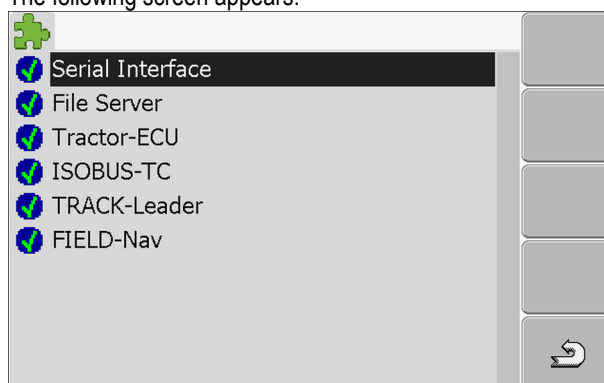 The following screen appears:
Serial Interface
File Server
Tractor-ECU
ISOBUS-TC
TRACK-Leader
FIELD-Nav